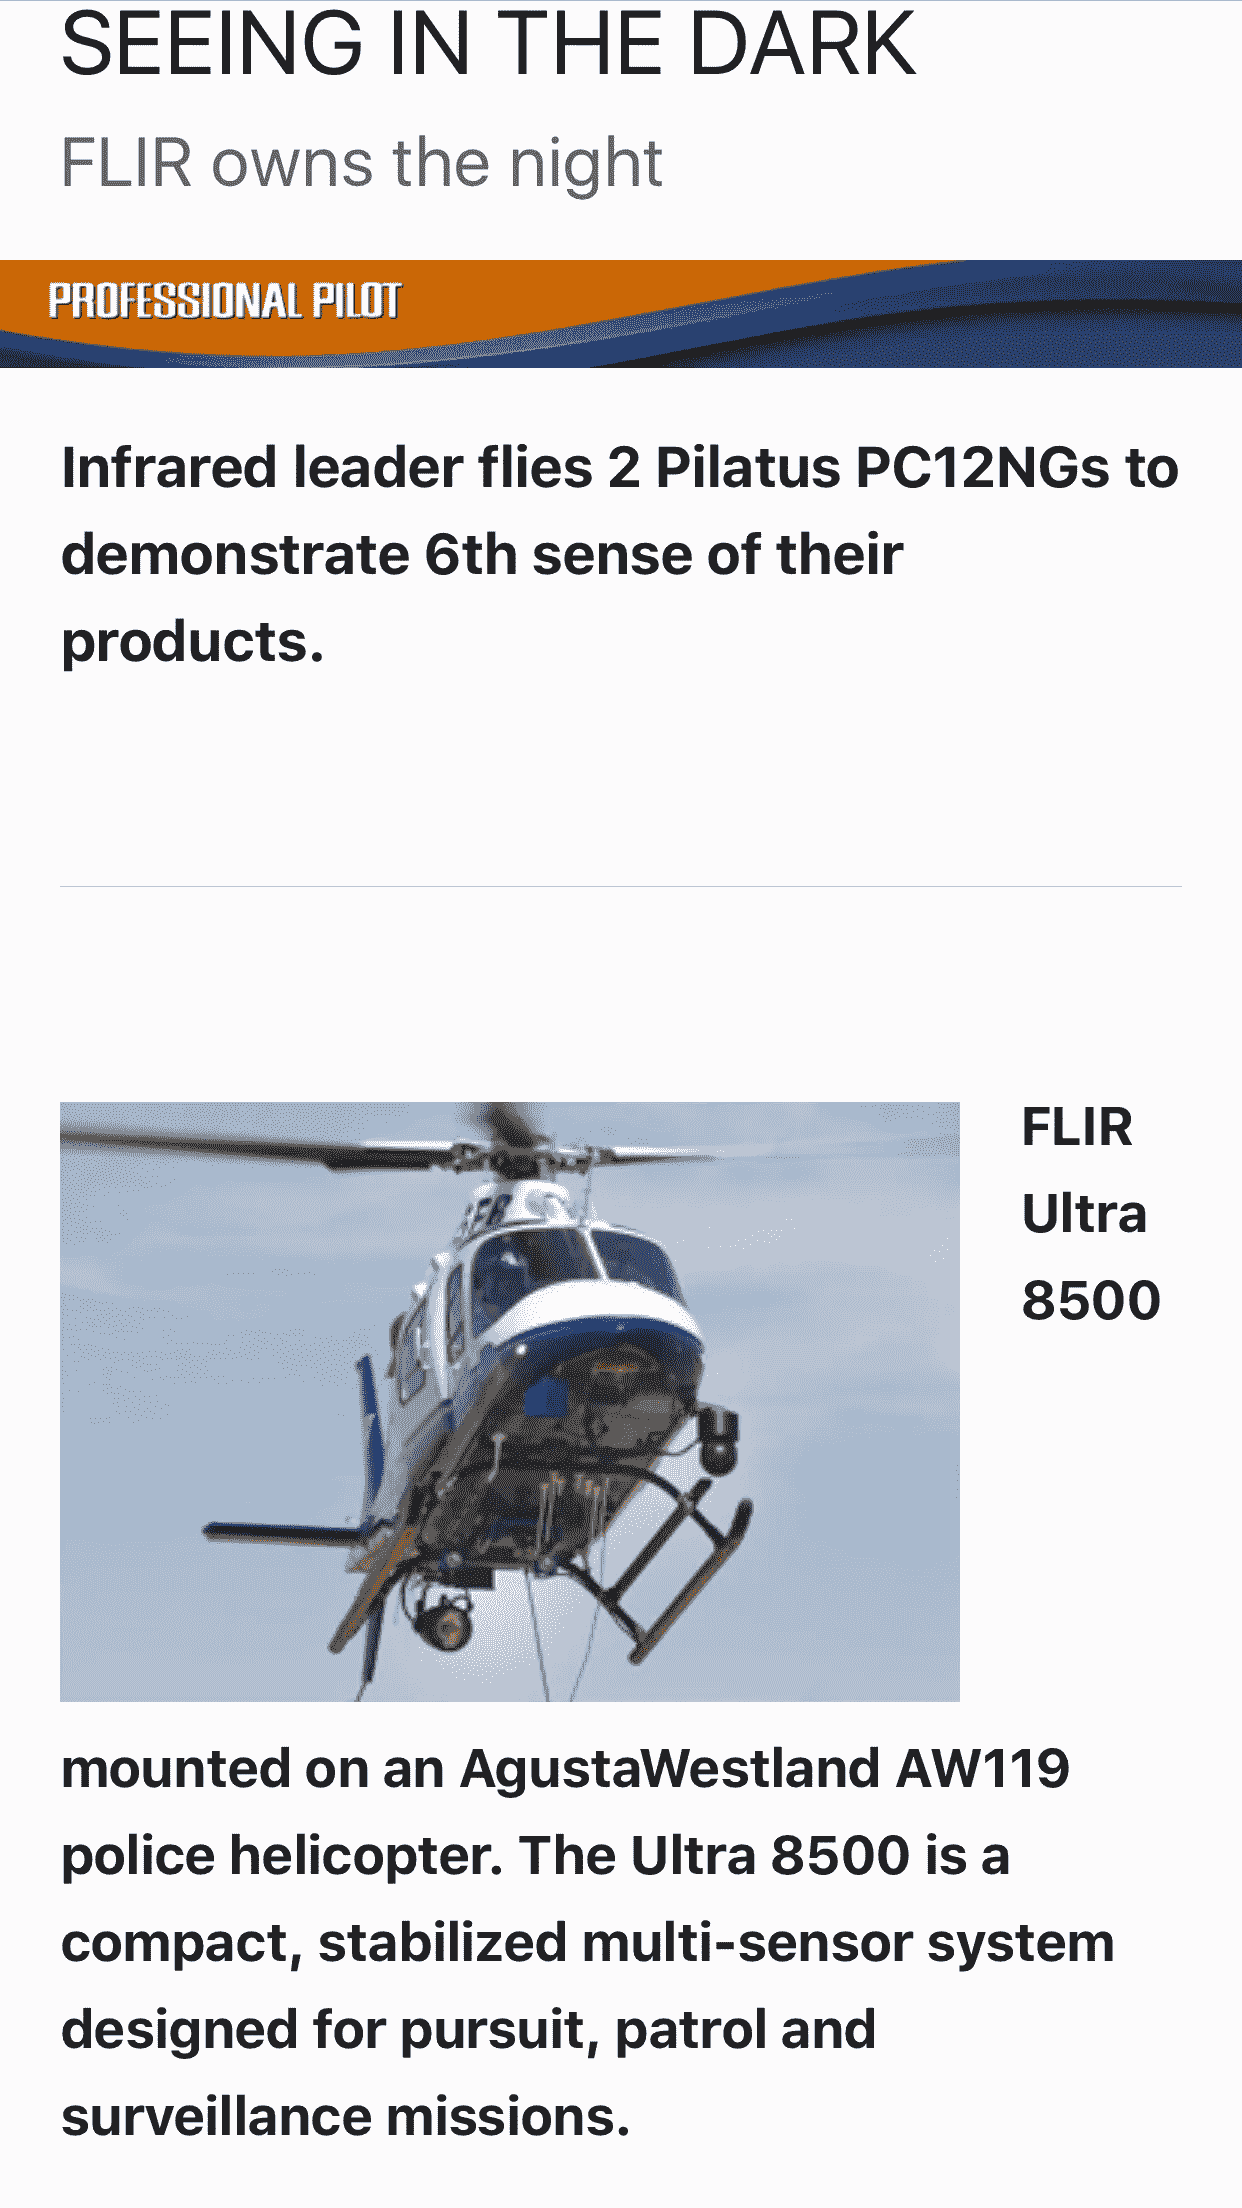 SEEING IN THE DARK
FLIR owns the night
PROFESSIONAL PILOT
Infrared leader flies 2 Pilatus PC12NGs to
demonstrate 6th sense of their
products.
FLIR
Ultra
8500
mounted on an AgustaWestland AW119
police helicopter. The Ultra 8500 is a
compact, stabilized multi-sensor system
designed for pursuit, patrol and
surveillance missions.